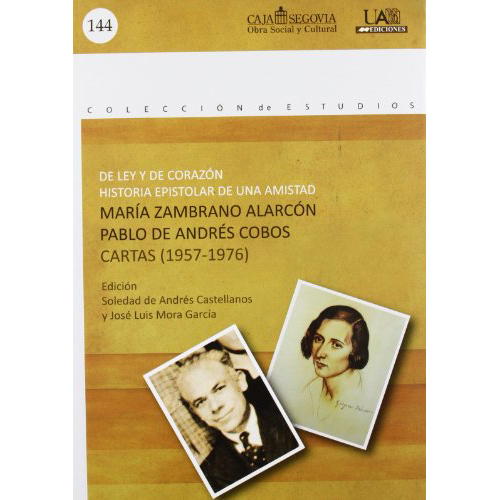 144
CAJA SEGOVIA
Obra Social y Cultural
UA
EDICIONES
COLECCIÓN de ESTUDIOS
DE LEY Y DE CORAZÓN
HISTORIA EPISTOLAR DE UNA AMISTAD
MARÍA ZAMBRANO ALARCÓN
PABLO DE ANDRÉS COBOS
CARTAS (1957-1976)
Edición
Soledad de Andrés Castellanos
y José Luis Mora García